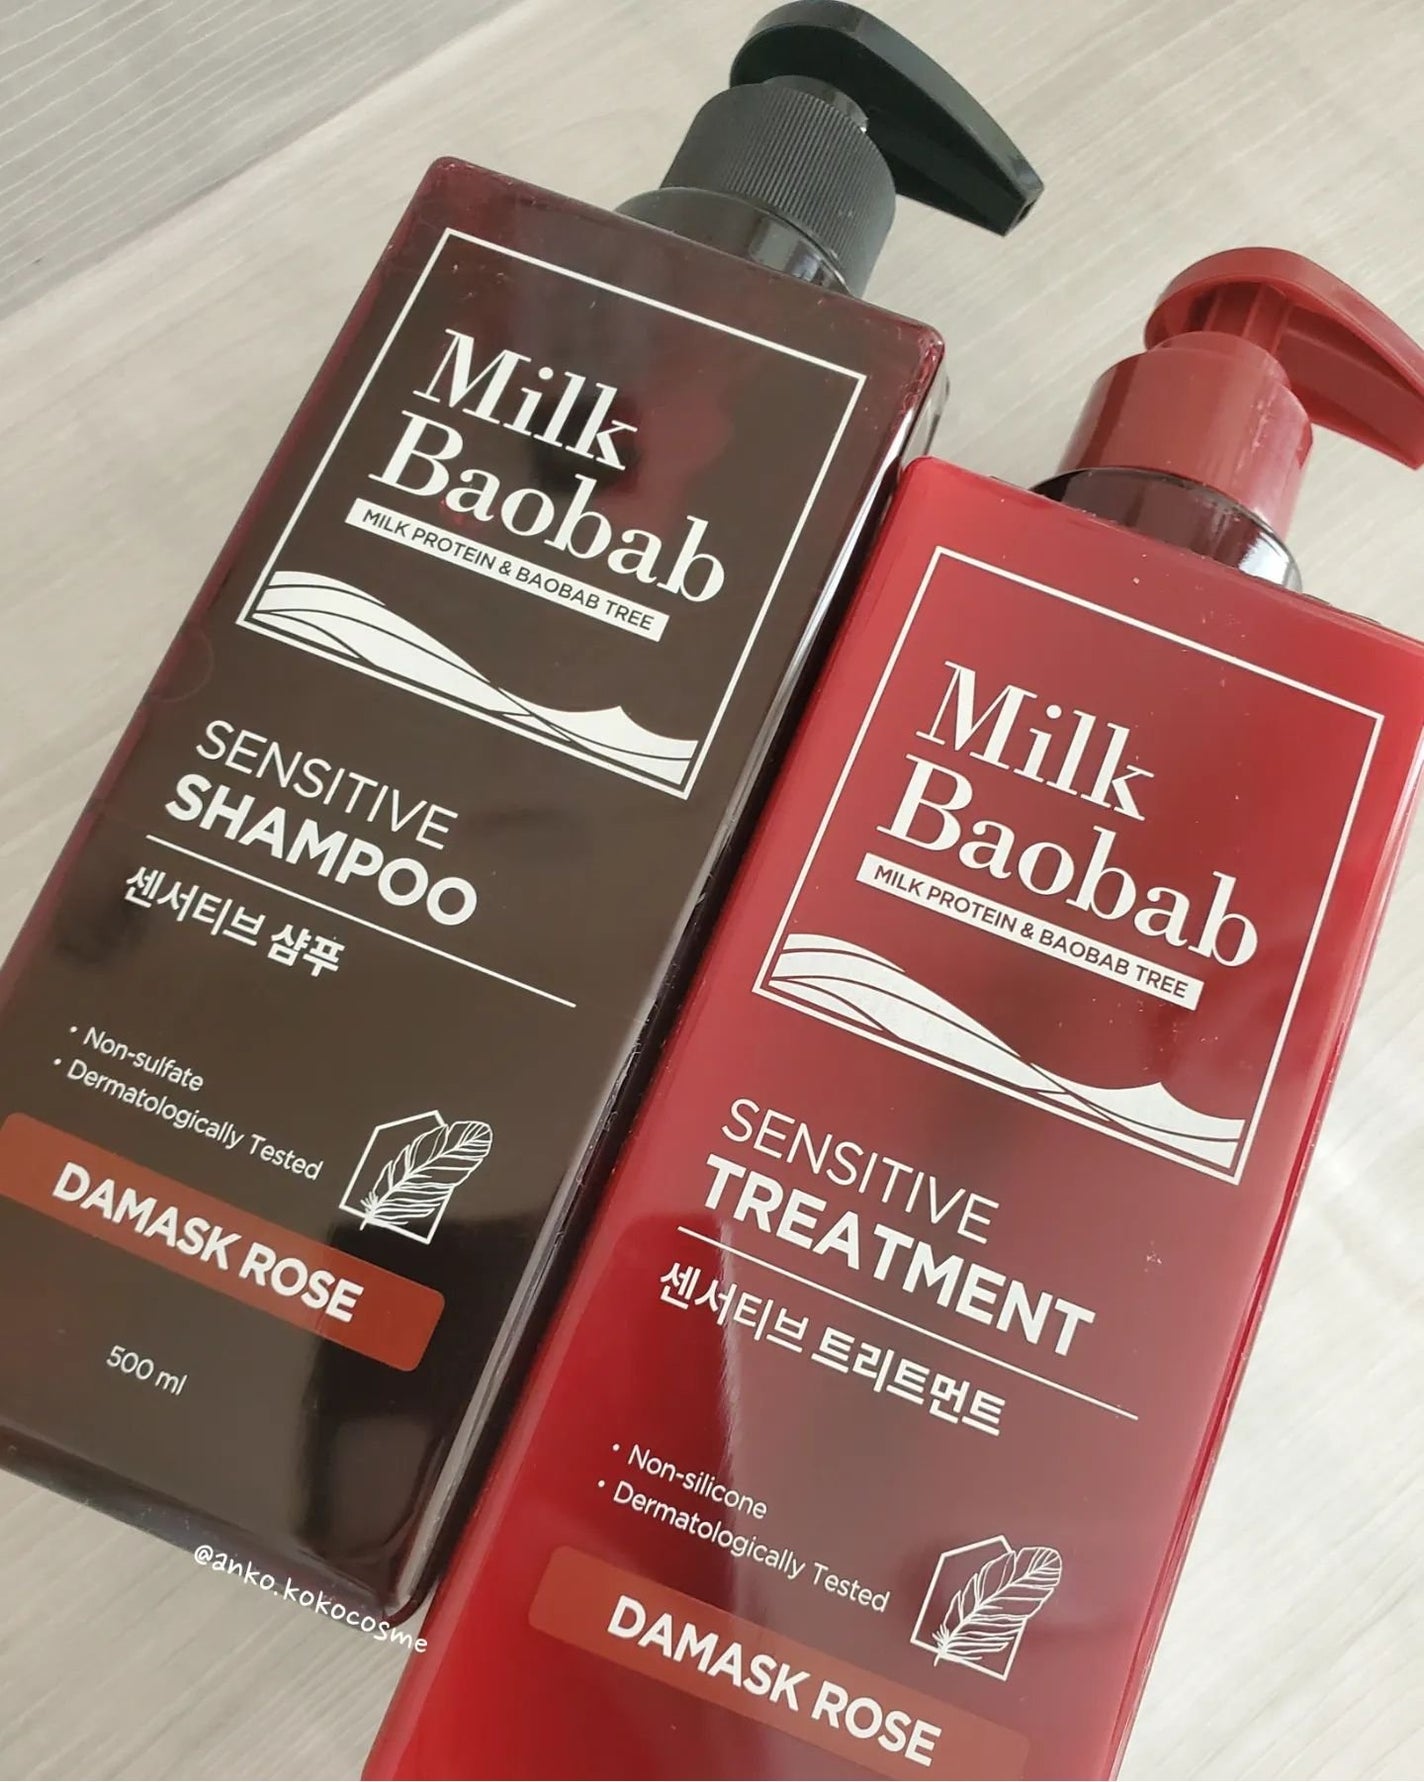 Milk
Baobab
MILK PROTEIN & BAOBAB TREE
SENSITIVE
SHAMPOO
센서티브 샴푸
• Non-sulfate
• Dermatologically Tested
DAMASK ROSE
500 ml
@anko.kokocosme
Milk
Baobab
MILK PROTEIN & BAOBAB TREE
SENSITIVE
TREATMENT
센서티브 트리트먼트
• Non-silicone
• Dermatologically Tested
DAMASK ROSE